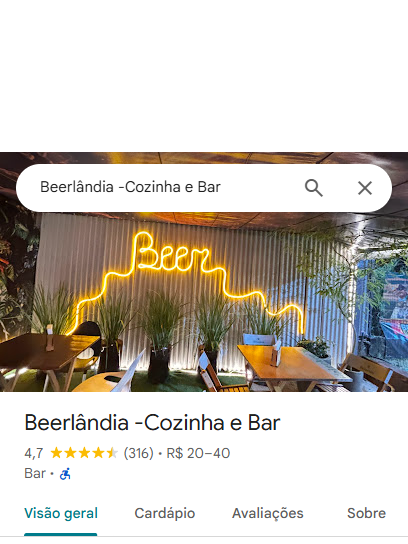 Beerlândia -Cozinha e Bar
Beer
Beerlândia -Cozinha e Bar
4,7 (316) · R$ 20–40
Bar ·
Visão geral Cardápio Avaliações Sobre